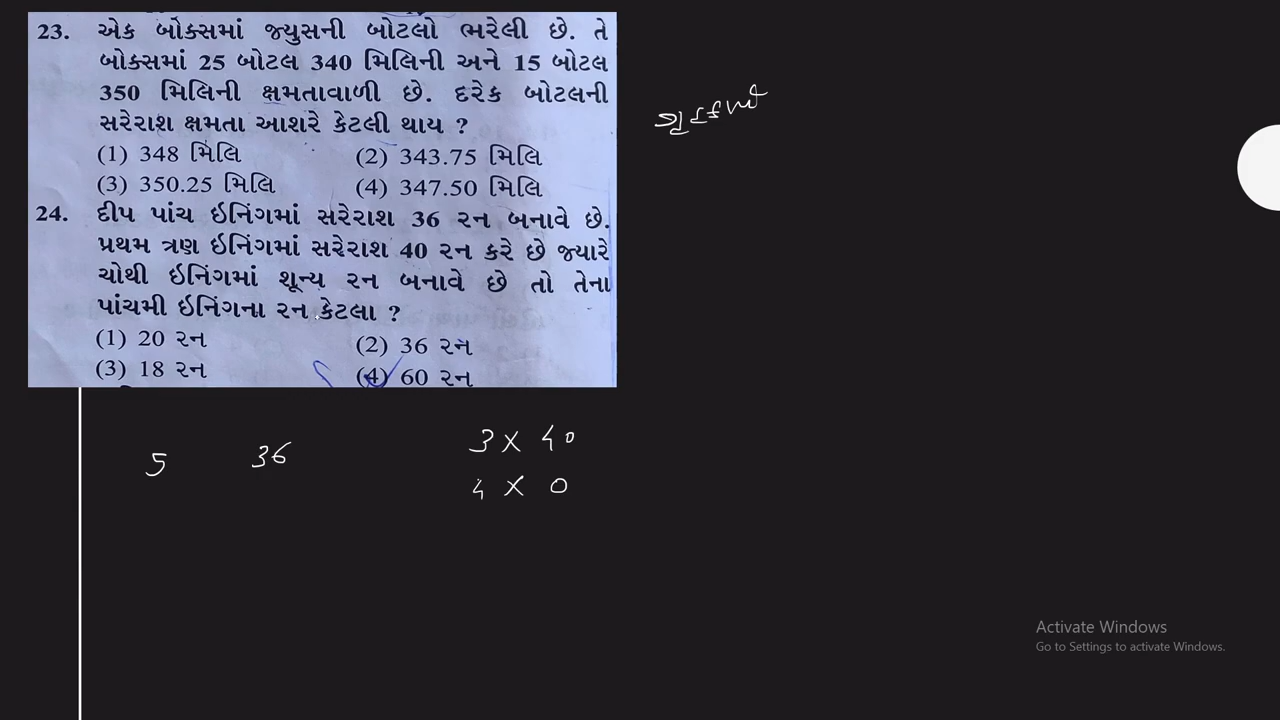 23. એક બોક્સમાં જ્યુસની બોટલો ભરેલી છે. તે
બોક્સમાં 25 બોટલ 340 મિલિની અને 15 બોટલ
350 મિલિની ક્ષમતાવાળી છે. દરેક બોટલની
સરેરાશ ક્ષમતા આશરે કેટલી થાય ?
(1) 348 મિલિ (2) 343.75 મિલિ
(3) 350.25 મિલિ (4) 347.50 મિલિ
24. દીપ પાંચ ઇનિંગમાં સરેરાશ 36 રન બનાવે છે.
પ્રથમ ત્રણ ઇનિંગમાં સરેરાશ 40 રન કરે છે જ્યારે
ચોથી ઇનિંગમાં શૂન્ય રન બનાવે છે તો તેના
પાંચમી ઇનિંગના રન કેટલા ?
(1) 20 રન (2) 36 રન
(3) 18 રન (4) 60 રન
5 36 3 X 40
4 X 0
Activate Windows
Go to Settings to activate Windows.